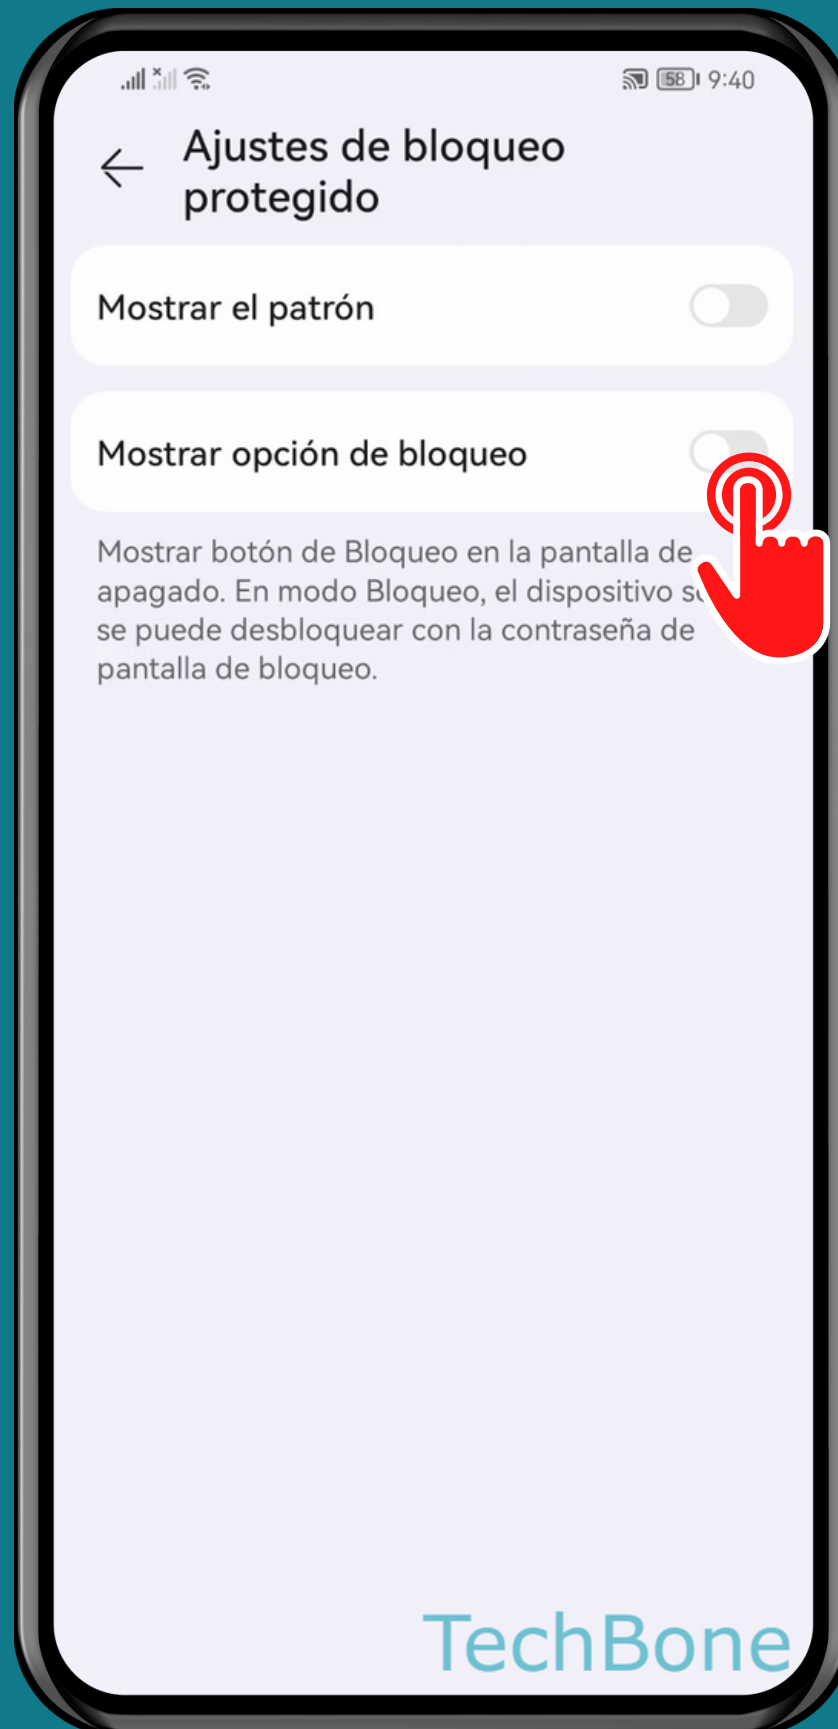 58 9:40
Ajustes de bloqueo
protegido
Mostrar el patrón
Mostrar opción de bloqueo
Mostrar botón de Bloqueo en la pantalla de
apagado. En modo Bloqueo, el dispositivo
se puede desbloquear con la contraseña de
pantalla de bloqueo.
TechBone